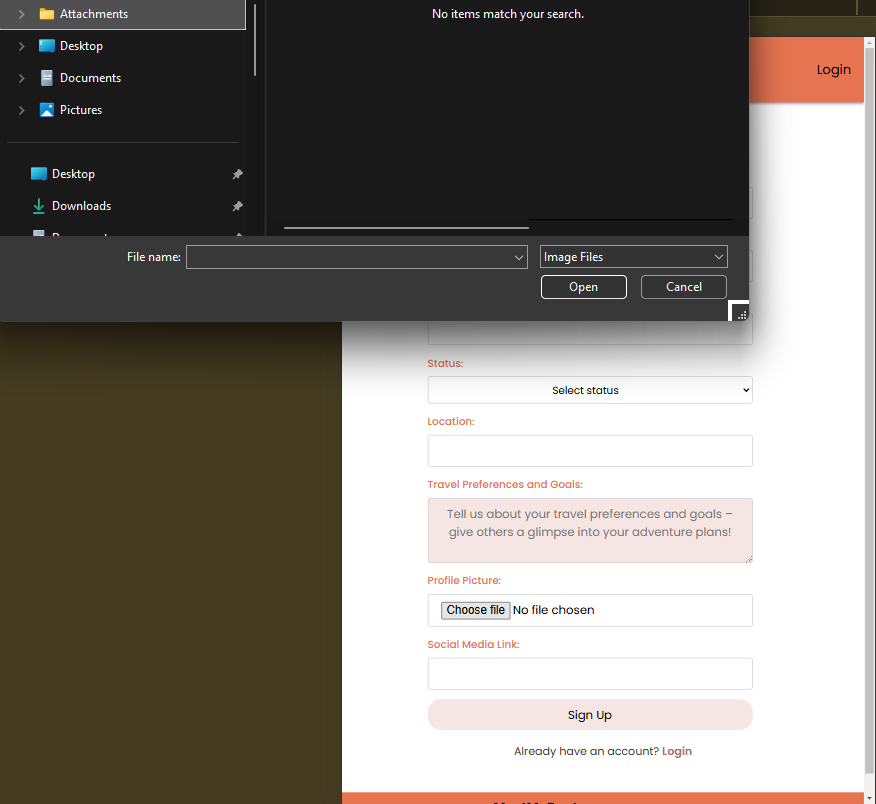 Attachments
Desktop
Documents
Pictures
Desktop
Downloads
No items match your search.
File name:
Image Files
Open
Cancel
Login
Status:
Select status
Location:
Travel Preferences and Goals:
Tell us about your travel preferences and goals –
give others a glimpse into your adventure plans!
Profile Picture:
Choose file No file chosen
Social Media Link:
Sign Up
Already have an account? Login